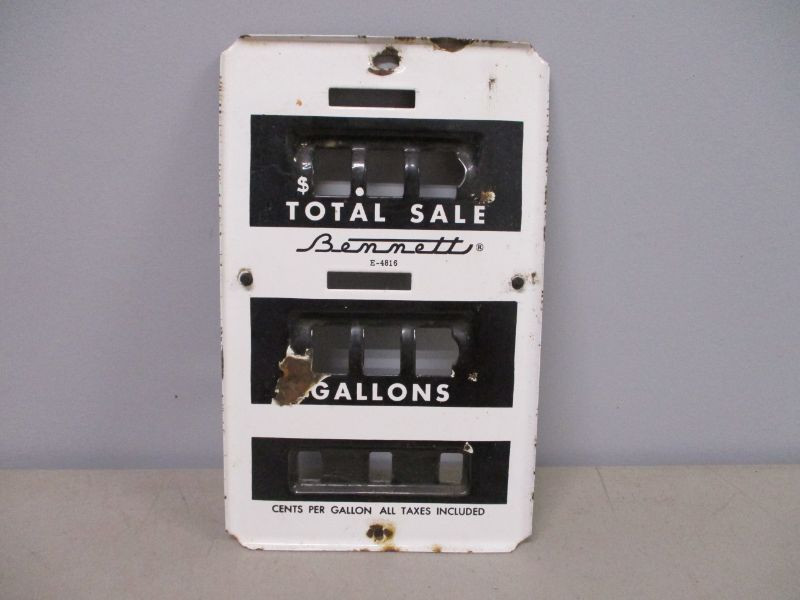 $ .
TOTAL SALE
Bennett®
E-4816
GALLONS
CENTS PER GALLON ALL TAXES INCLUDED